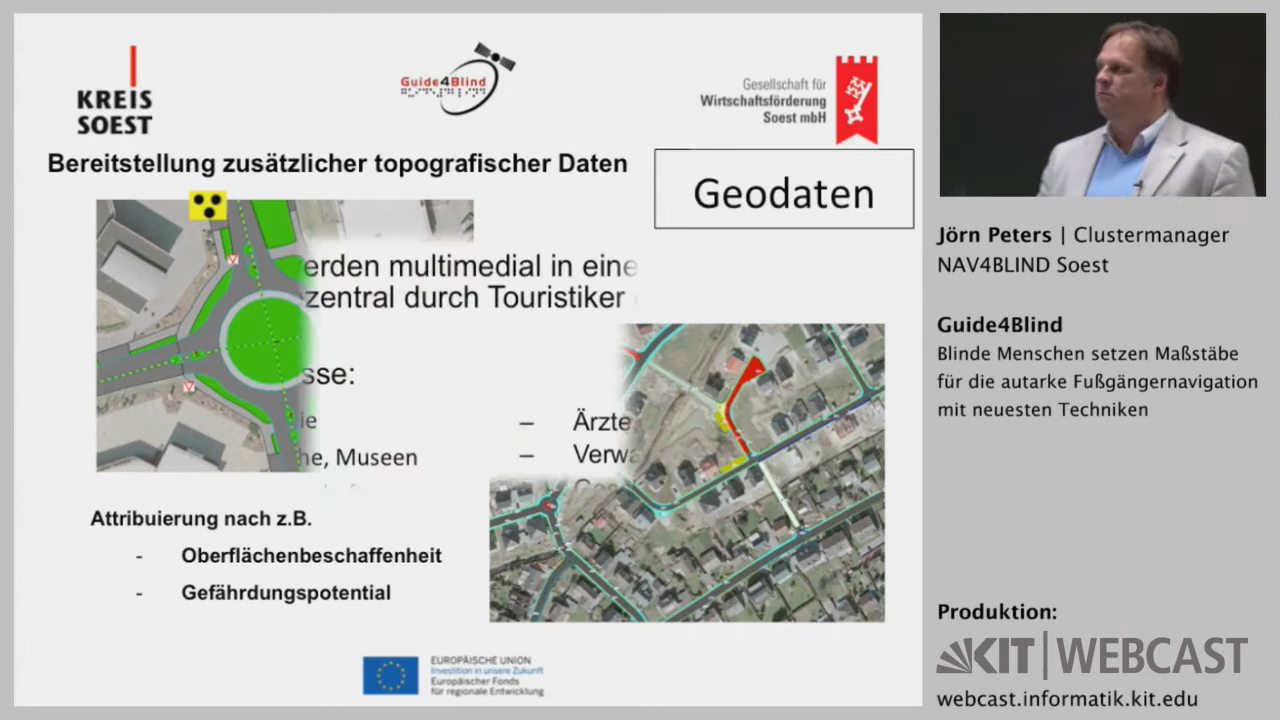 KREIS
SOEST
Guide4Blind
Gesellschaft für
Wirtschaftsförderung
Soest mbH
Bereitstellung zusätzlicher topografischer Daten
Geodaten
erden multimedial in eine
zentral durch Touristiker
sse:
ie
– Ärzte
he, Museen
– Verwa
Attribuierung nach z.B.
- Oberflächenbeschaffenheit
- Gefährdungspotential
EUROPÄISCHE UNION
Investition in unsere Zukunft
Europäischer Fonds
für regionale Entwicklung
Jörn Peters | Clustermanager
NAV4BLIND Soest
Guide4Blind
Blinde Menschen setzen Maßstäbe
für die autarke Fußgängernavigation
mit neuesten Techniken
Produktion:
KIT | WEBCAST
webcast.informatik.kit.edu